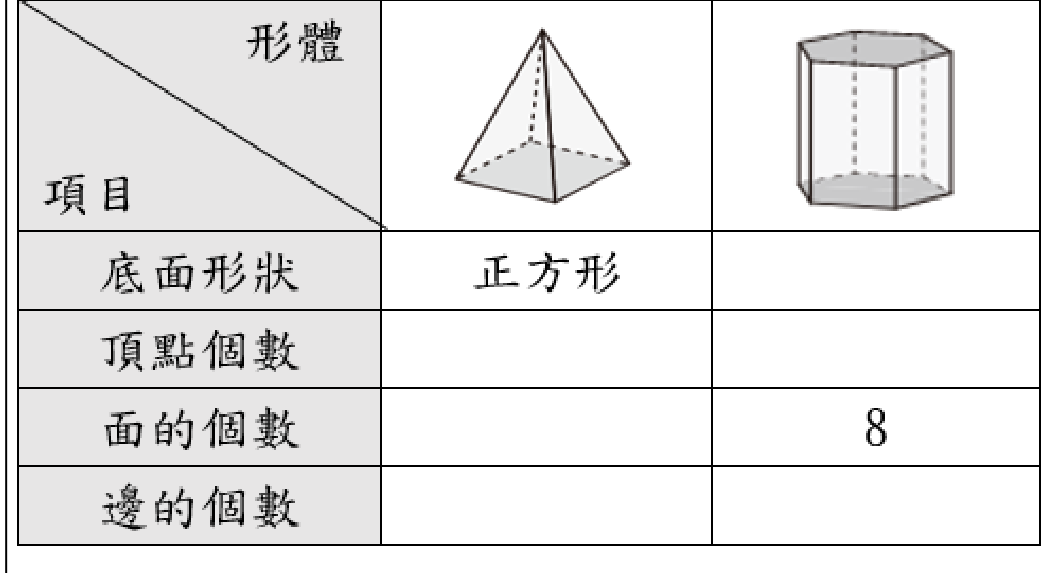 形體
項目
底面形狀 正方形
頂點個數
面的個數 8
邊的個數